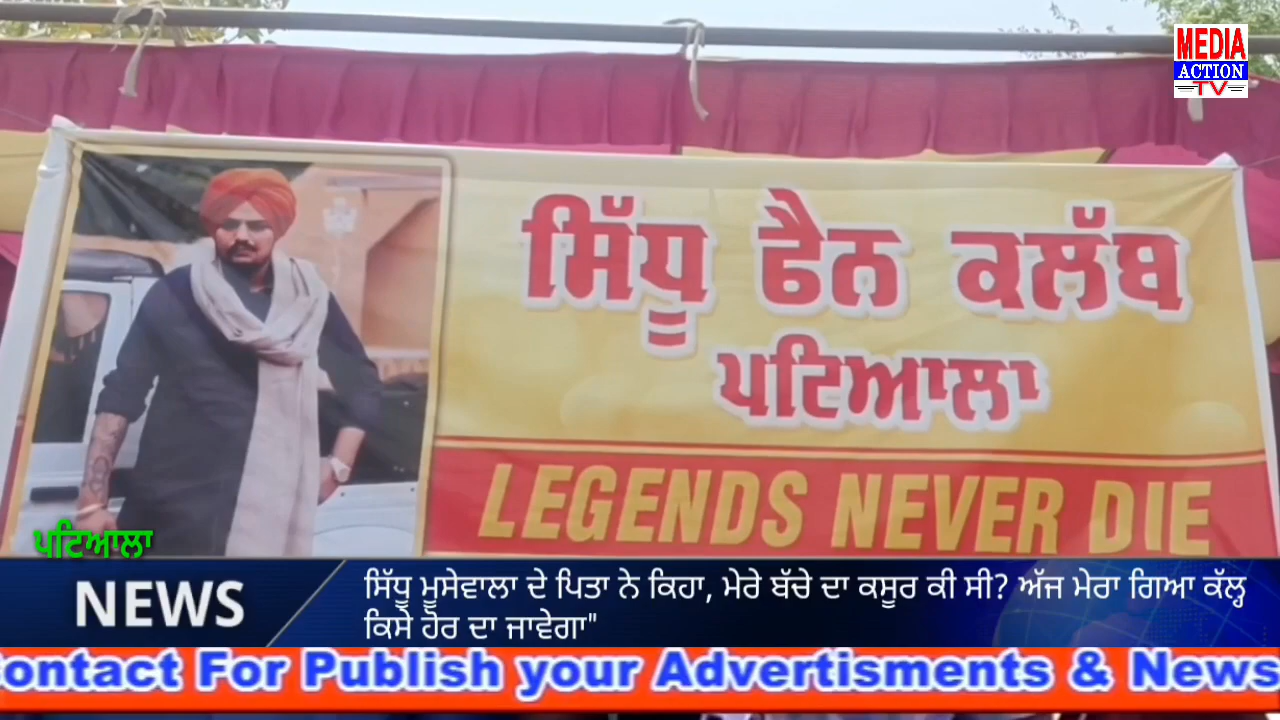 MEDIA
ACTION
TV
ਸਿੱਧੂ ਫੈਨ ਕਲੱਬ
ਪਟਿਆਲਾ
LEGENDS NEVER DIE
ਪਟਿਆਲਾ
NEWS
ਸਿੱਧੂ ਮੂਸੇਵਾਲਾ ਦੇ ਪਿਤਾ ਨੇ ਕਿਹਾ, ਮੇਰੇ ਬੱਚੇ ਦਾ ਕਸੂਰ ਕੀ ਸੀ? ਅੱਜ ਮੇਰਾ ਗਿਆ ਕੱਲ੍ਹ
ਕਿਸੇ ਹੋਰ ਦਾ ਜਾਵੇਗਾ"
ontact For Publish your Advertisments & News